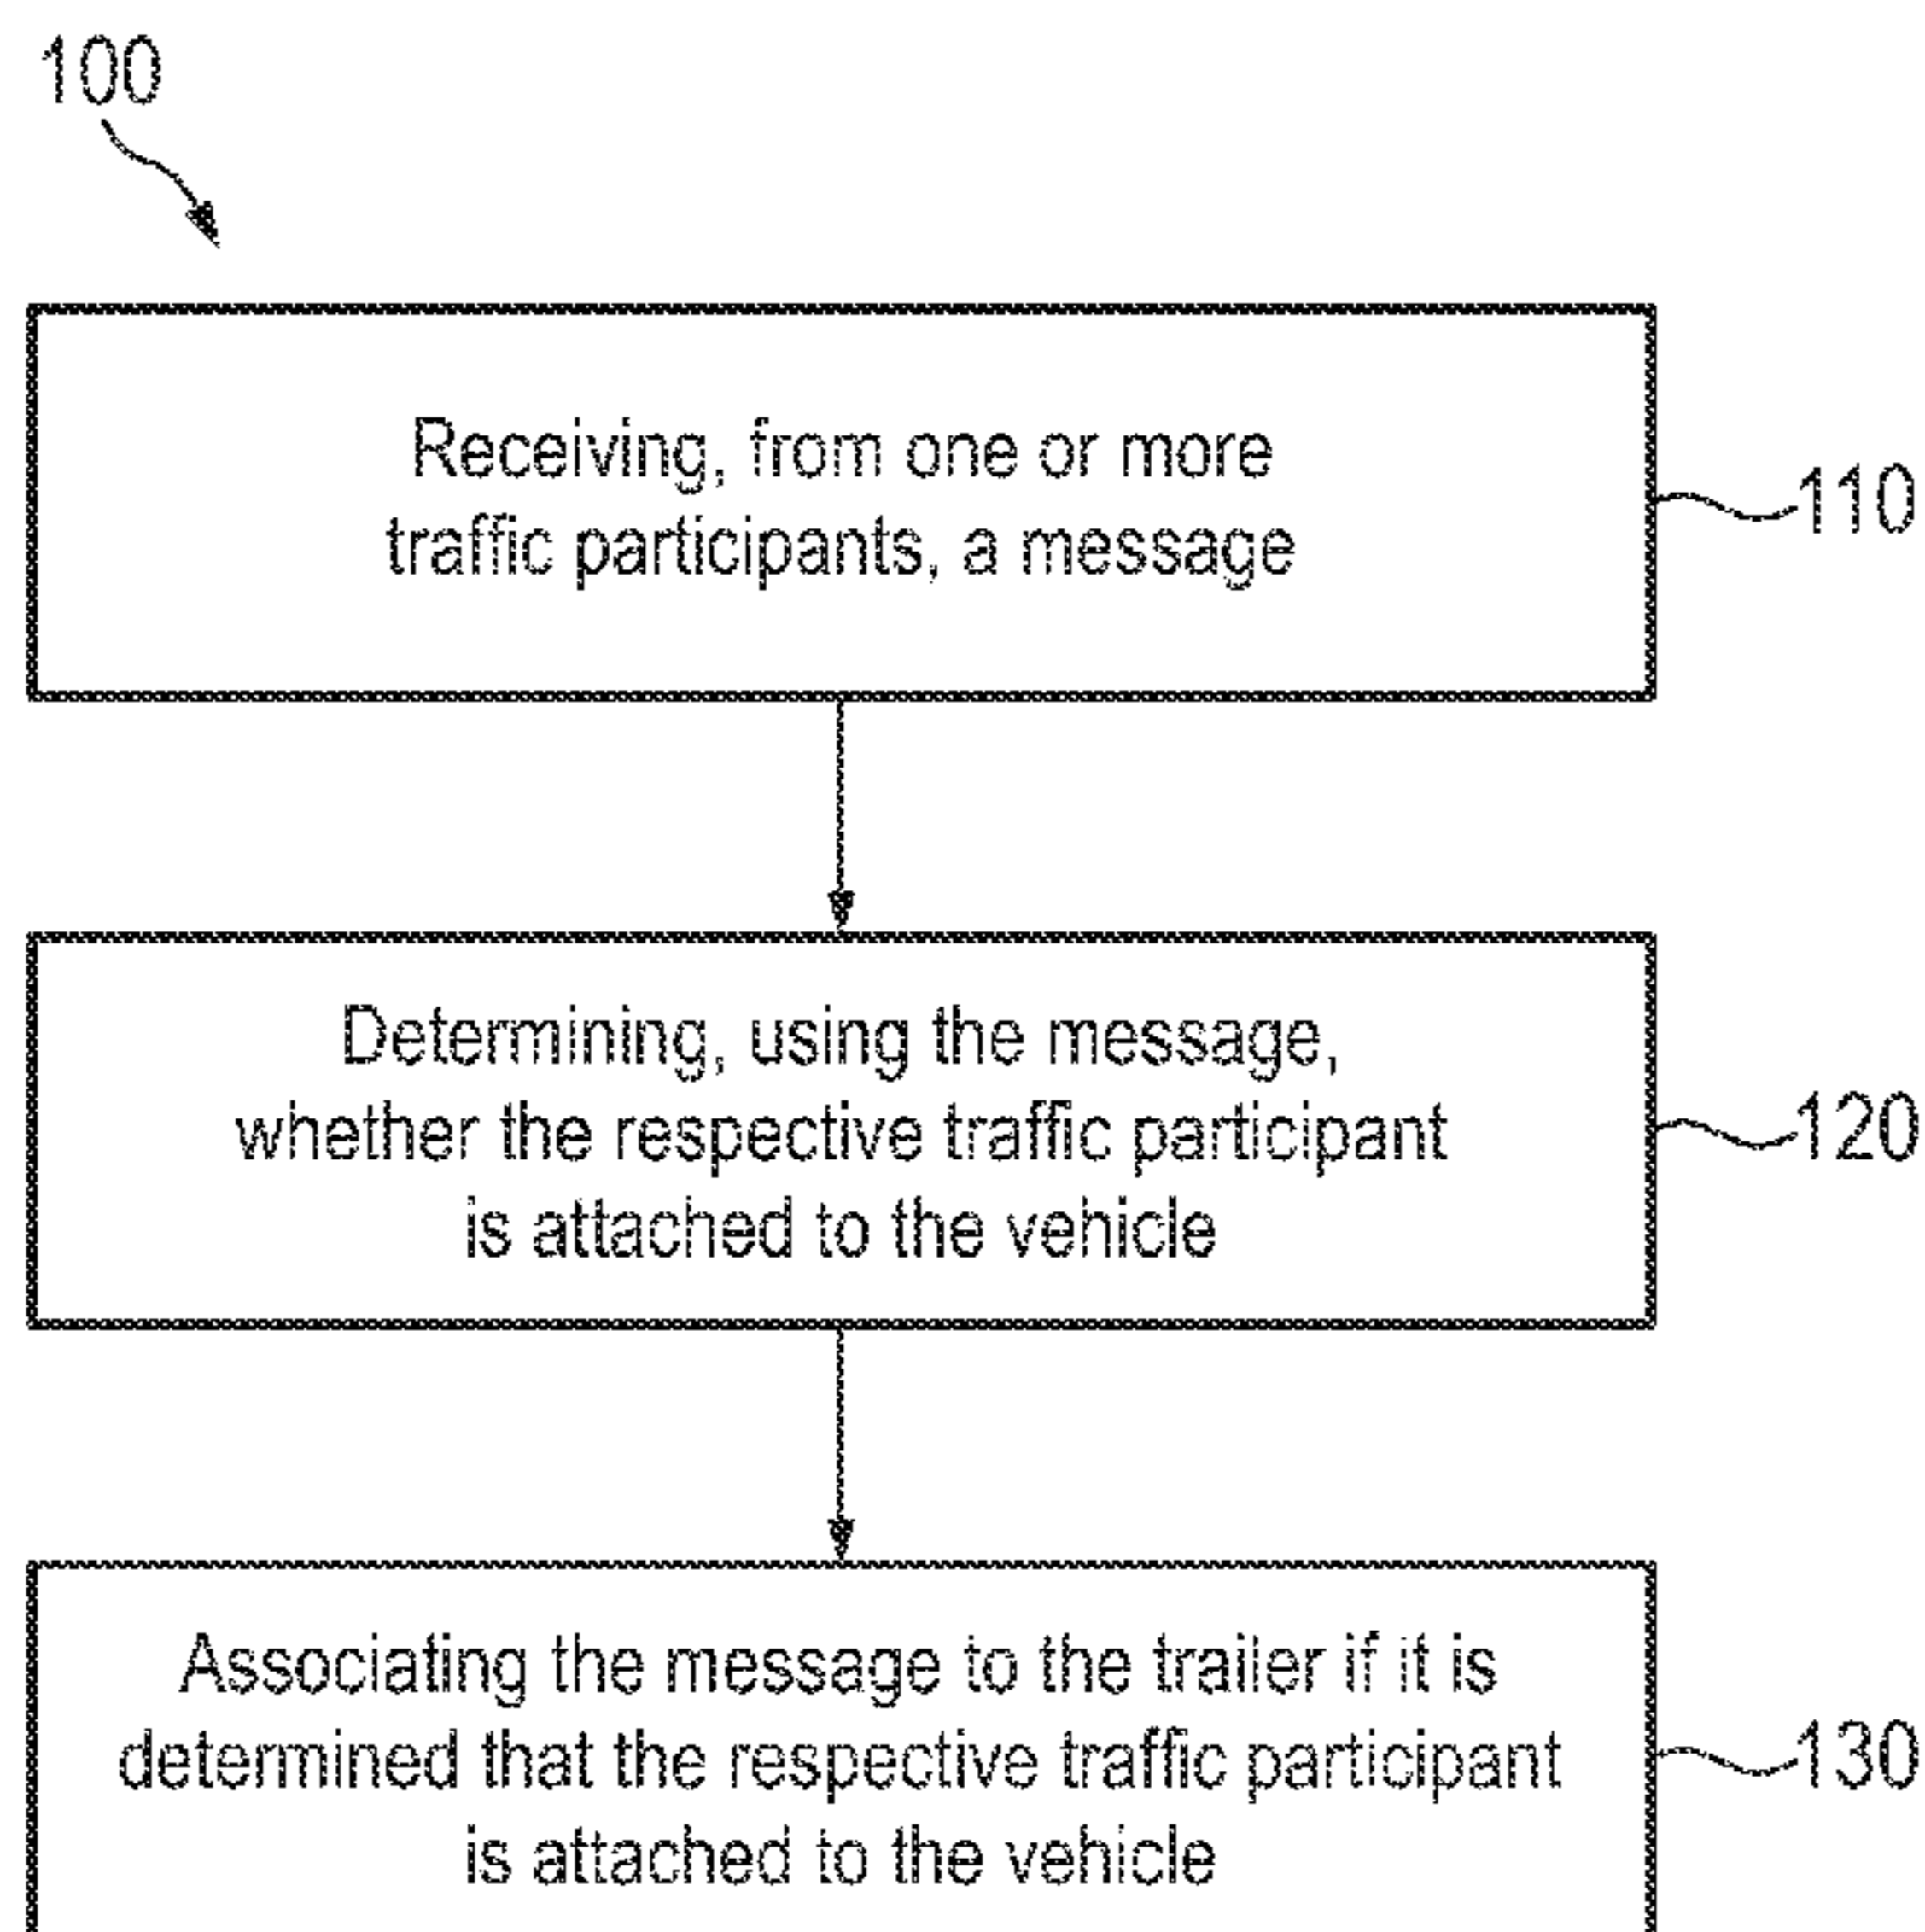 100
Receiving, from one or more
traffic participants, a message
110
Determining, using the message,
whether the respective traffic participant
is attached to the vehicle
120
Associating the message to the trailer if it is
determined that the respective traffic participant
is attached to the vehicle
130